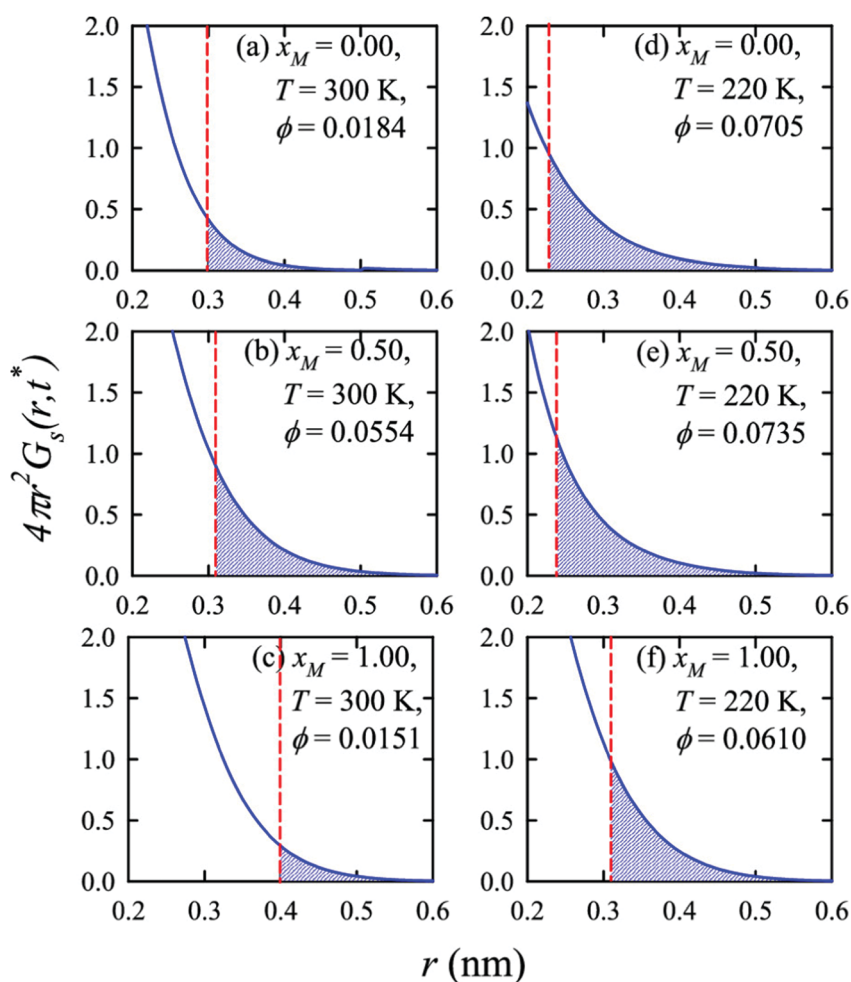 2.0
1.5
1.0
0.5
0.0
0.2 0.3 0.4 0.5 0.6
(a) x_M = 0.00,
T = 300 K,
ϕ = 0.0184
2.0
1.5
1.0
0.5
0.0
0.2 0.3 0.4 0.5 0.6
(d) x_M = 0.00,
T = 220 K,
ϕ = 0.0705
2.0
1.5
1.0
0.5
0.0
0.2 0.3 0.4 0.5 0.6
(b) x_M = 0.50,
T = 300 K,
ϕ = 0.0554
2.0
1.5
1.0
0.5
0.0
0.2 0.3 0.4 0.5 0.6
(e) x_M = 0.50,
T = 220 K,
ϕ = 0.0735
2.0
1.5
1.0
0.5
0.0
0.2 0.3 0.4 0.5 0.6
(c) x_M = 1.00,
T = 300 K,
ϕ = 0.0151
2.0
1.5
1.0
0.5
0.0
0.2 0.3 0.4 0.5 0.6
(f) x_M = 1.00,
T = 220 K,
ϕ = 0.0610
4πr²G_s(r,t*)
r (nm)